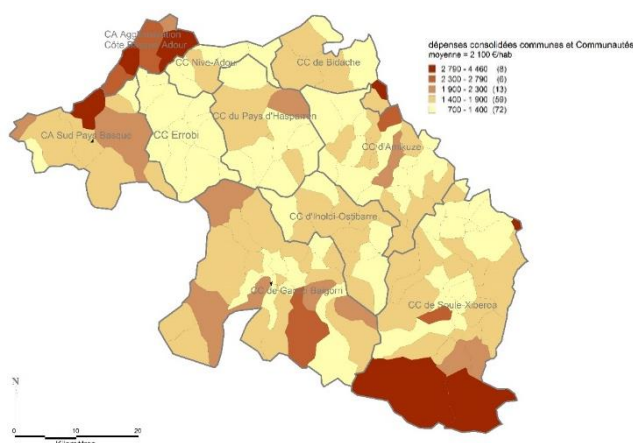 CA Agglomération
Côte Basque Adour
CC Nive-Adour
CC de Bidache
CA Sud Pays Basque
CC Errobi
CC du Pays d'Hasparren
CC d'Amikuze
CC d'Iholdi-Ostibarre
CC de Garazi Baigorri
CC de Soule-Xiberoa
dépenses consolidées communes et Communautés
moyenne = 2 100 €/hab
2 790 - 4 460 (8)
2 300 - 2 790 (6)
1 900 - 2 300 (13)
1 400 - 1 900 (59)
700 - 1 400 (72)
N
0 10 20
Kilomètres